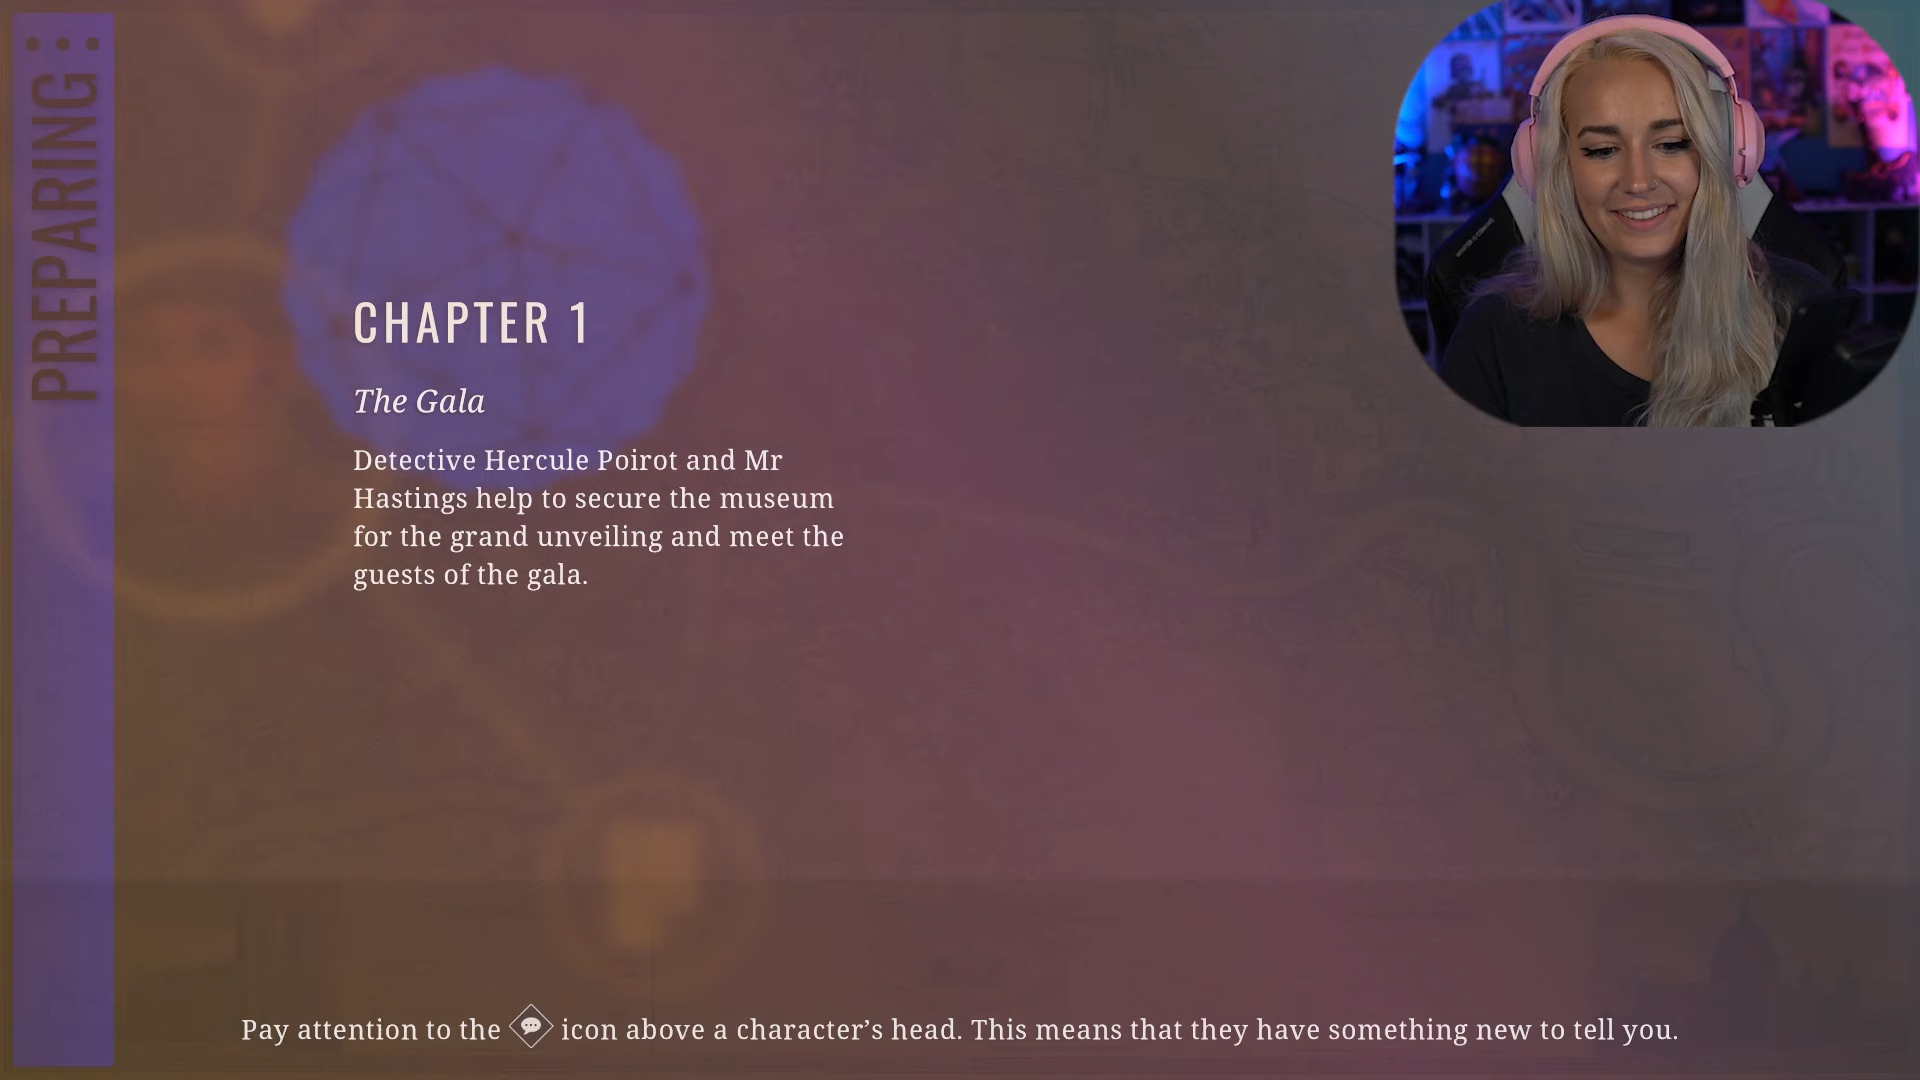 PREPARING...
CHAPTER 1
The Gala
Detective Hercule Poirot and Mr
Hastings help to secure the museum
for the grand unveiling and meet the
guests of the gala.
Pay attention to the icon above a character’s head. This means that they have something new to tell you.